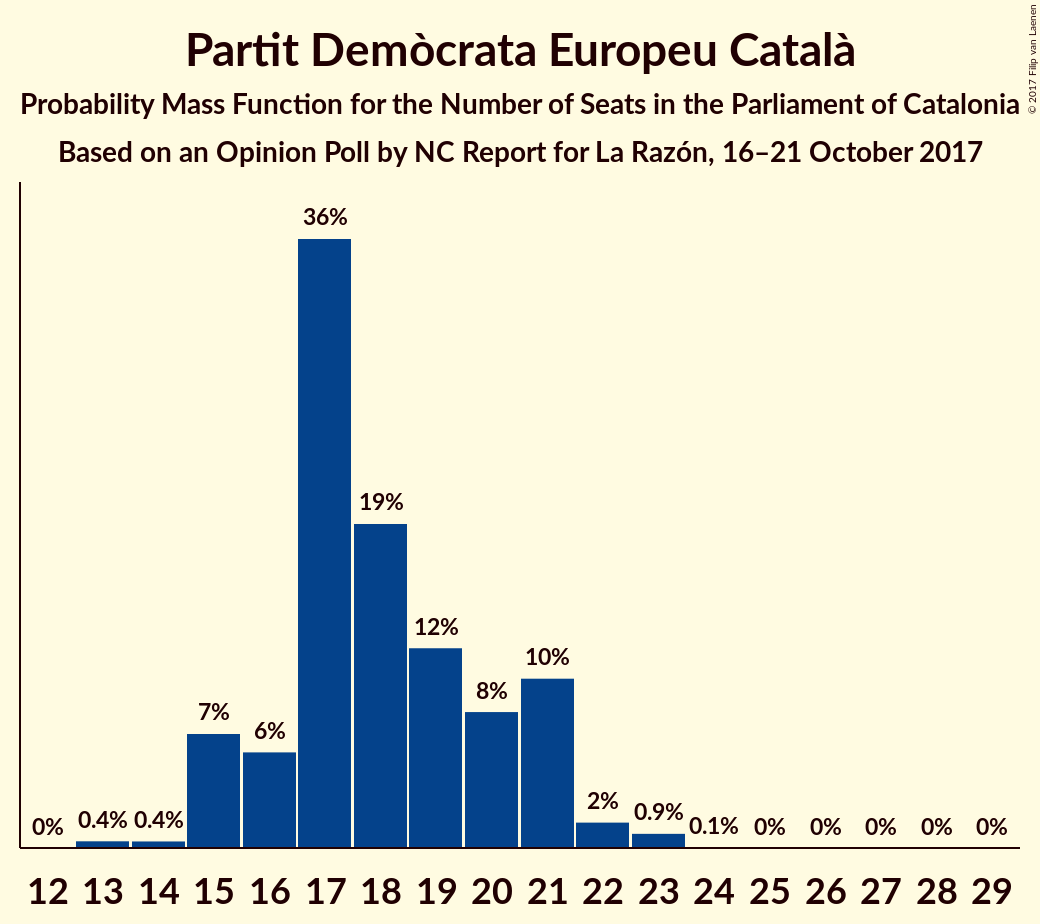 Partit Demòcrata Europeu Català
Probability Mass Function for the Number of Seats in the Parliament of Catalonia
Based on an Opinion Poll by NC Report for La Razón, 16–21 October 2017
© 2017 Filip van Laenen
36%
19%
12%
10%
8%
7%
6%
2%
0.9%
0% 0.4% 0.4% 0.1% 0% 0% 0% 0% 0%
12 13 14 15 16 17 18 19 20 21 22 23 24 25 26 27 28 29